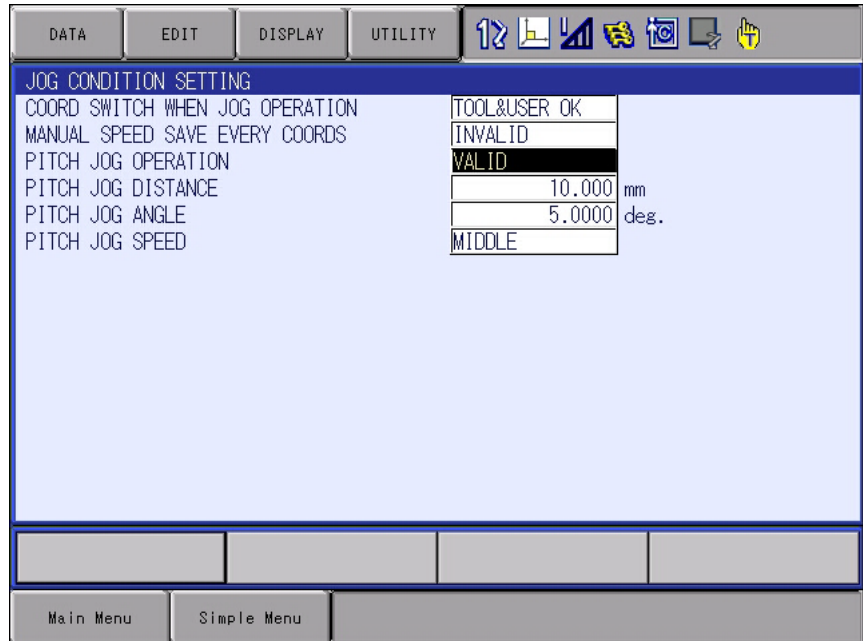 DATA EDIT DISPLAY UTILITY
JOG CONDITION SETTING
COORD SWITCH WHEN JOG OPERATION TOOL&USER OK
MANUAL SPEED SAVE EVERY COORDS INVALID
PITCH JOG OPERATION VALID
PITCH JOG DISTANCE 10.000 mm
PITCH JOG ANGLE 5.0000 deg.
PITCH JOG SPEED MIDDLE
Main Menu Simple Menu